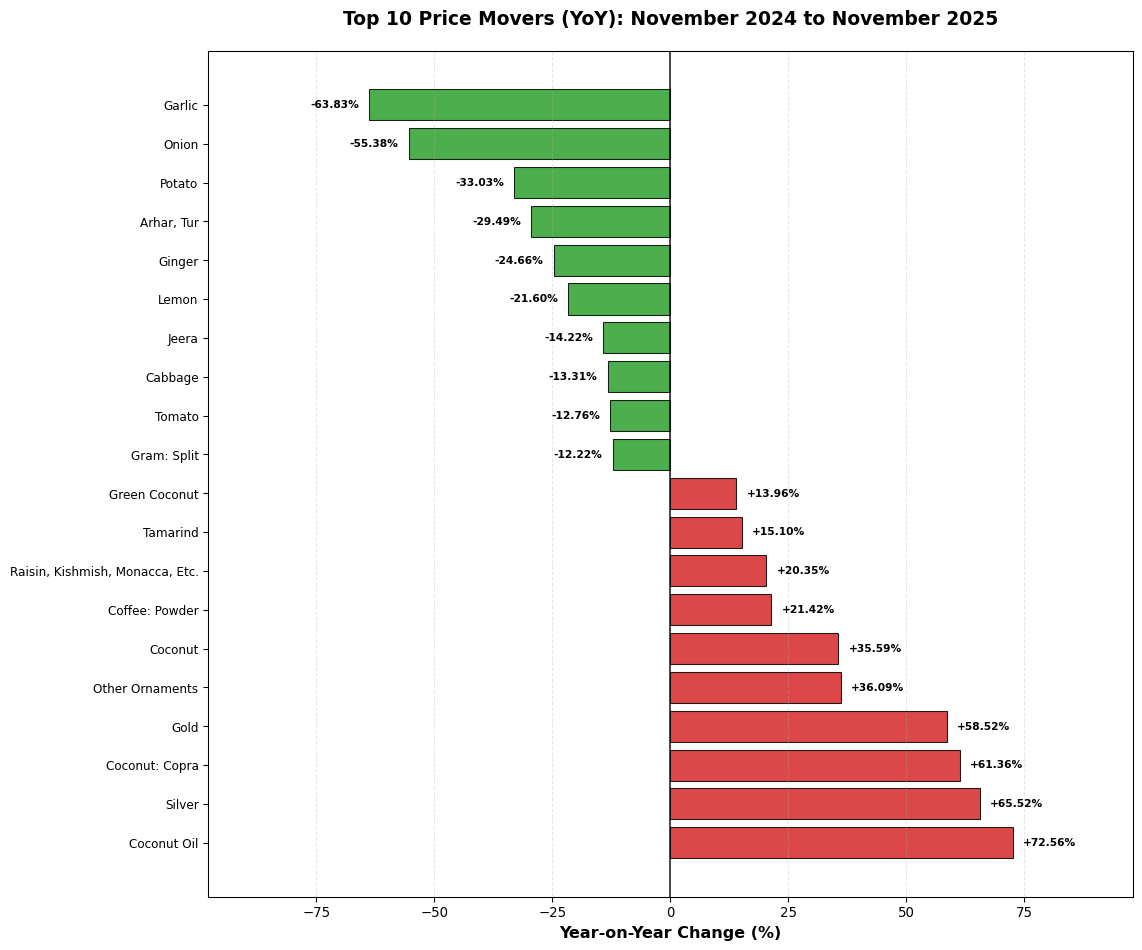 Top 10 Price Movers (YoY): November 2024 to November 2025
Garlic -63.83%
Onion -55.38%
Potato -33.03%
Arhar, Tur -29.49%
Ginger -24.66%
Lemon -21.60%
Jeera -14.22%
Cabbage -13.31%
Tomato -12.76%
Gram: Split -12.22%
Green Coconut +13.96%
Tamarind +15.10%
Raisin, Kishmish, Monacca, Etc. +20.35%
Coffee: Powder +21.42%
Coconut +35.59%
Other Ornaments +36.09%
Gold +58.52%
Coconut: Copra +61.36%
Silver +65.52%
Coconut Oil +72.56%
−75 −50 −25 0 25 50 75
Year-on-Year Change (%)